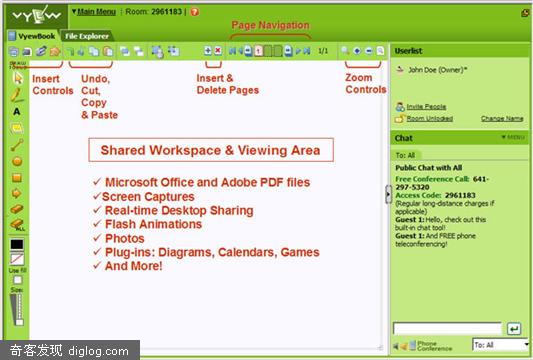 VYEW
▼Main Menu | Room: 2961183 |
Page Navigation
VyewBook
File Explorer
1
1/1
Insert
Controls
Undo,
Cut,
Copy
& Paste
Insert &
Delete Pages
Zoom
Controls
Shared Workspace & Viewing Area
✓ Microsoft Office and Adobe PDF files
✓Screen Captures
✓ Real-time Desktop Sharing
✓ Flash Animations
✓ Photos
✓ Plug-ins: Diagrams, Calendars, Games
✓ And More!
A
ALL
Use fill
Size:
Userlist
John Doe (Owner)*
Invite People
Room Unlocked
Change Name
Chat
▼ MENU
To: All
Public Chat with All
Free Conference Call: 641-
297-5320
Access Code: 2961183
(Regular long-distance charges if
applicable)
Guest 1: Hello, check out this
built-in chat tool!
Guest 1: And FREE phone
teleconferencing!
Phone
Conference
To: All
奇客发现 diglog.com